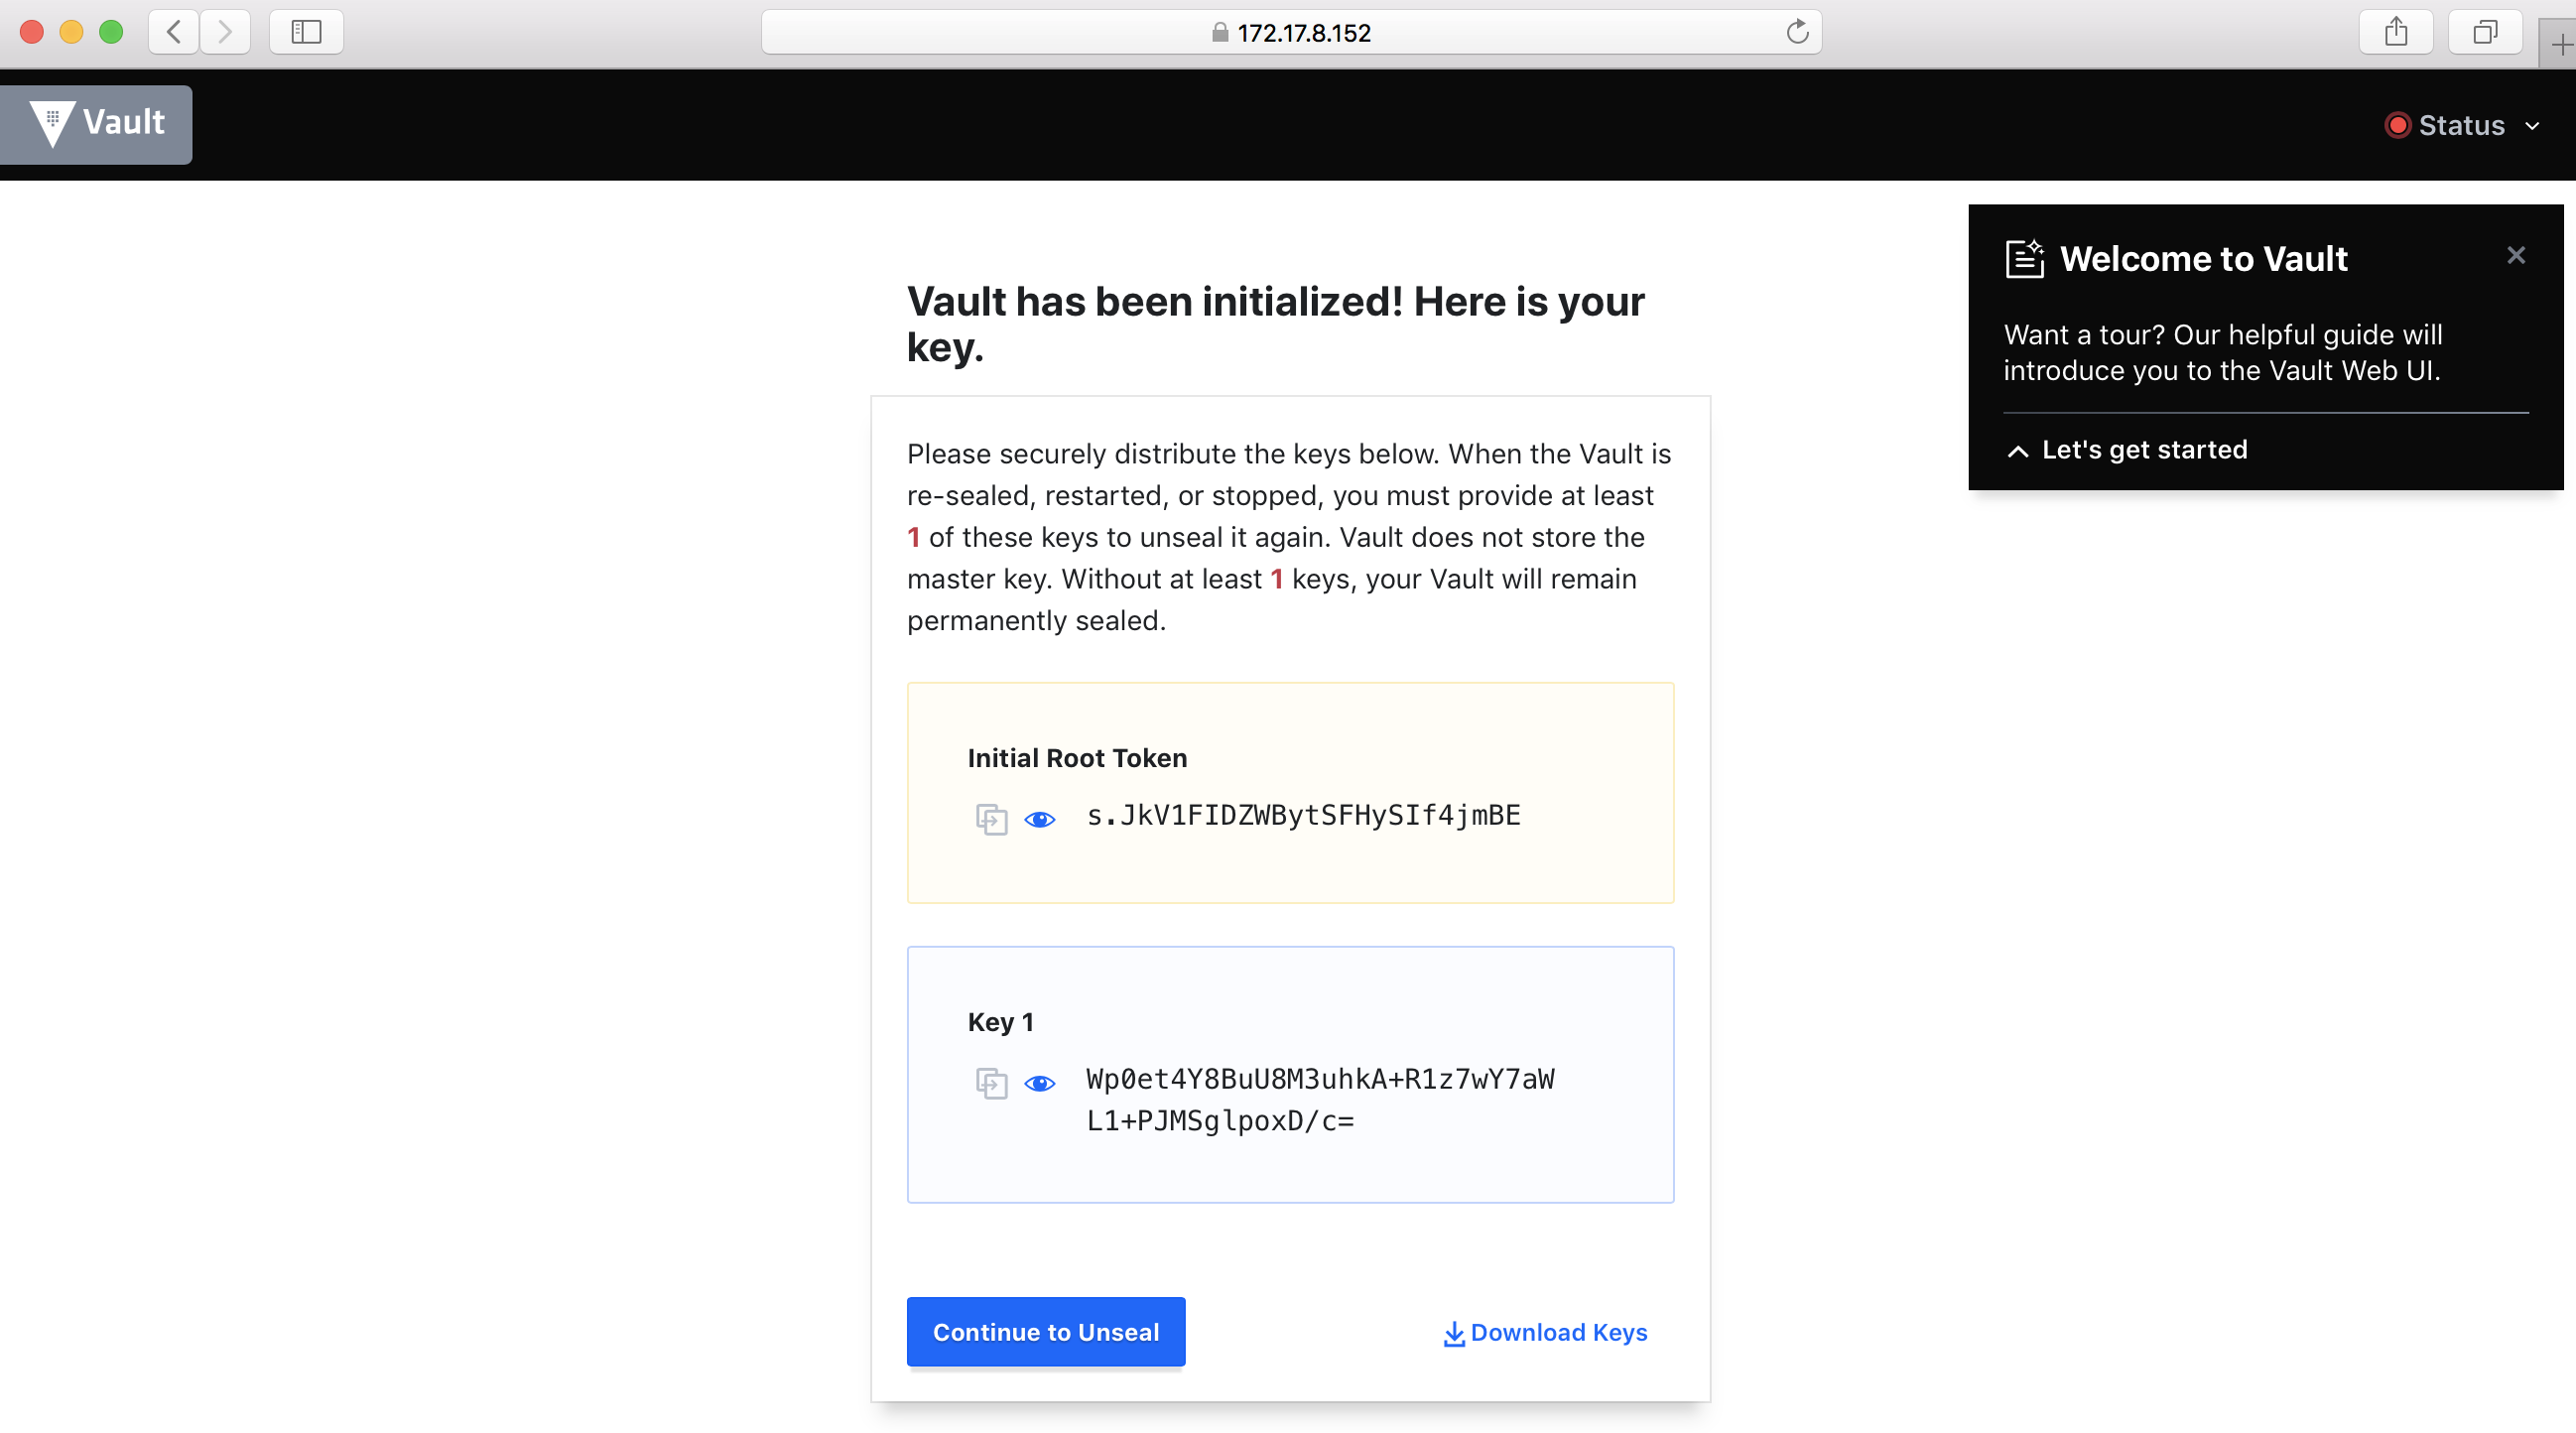 172.17.8.152
Vault
Status
Welcome to Vault
Want a tour? Our helpful guide will
introduce you to the Vault Web UI.
Let's get started
Vault has been initialized! Here is your
key.
Please securely distribute the keys below. When the Vault is
re-sealed, restarted, or stopped, you must provide at least
1 of these keys to unseal it again. Vault does not store the
master key. Without at least 1 keys, your Vault will remain
permanently sealed.
Initial Root Token
s.JkV1FIDZWBytSFHySIf4jmBE
Key 1
Wp0et4Y8BuU8M3uhkA+R1z7wY7aW
L1+PJMSglpoxD/c=
Continue to Unseal
Download Keys